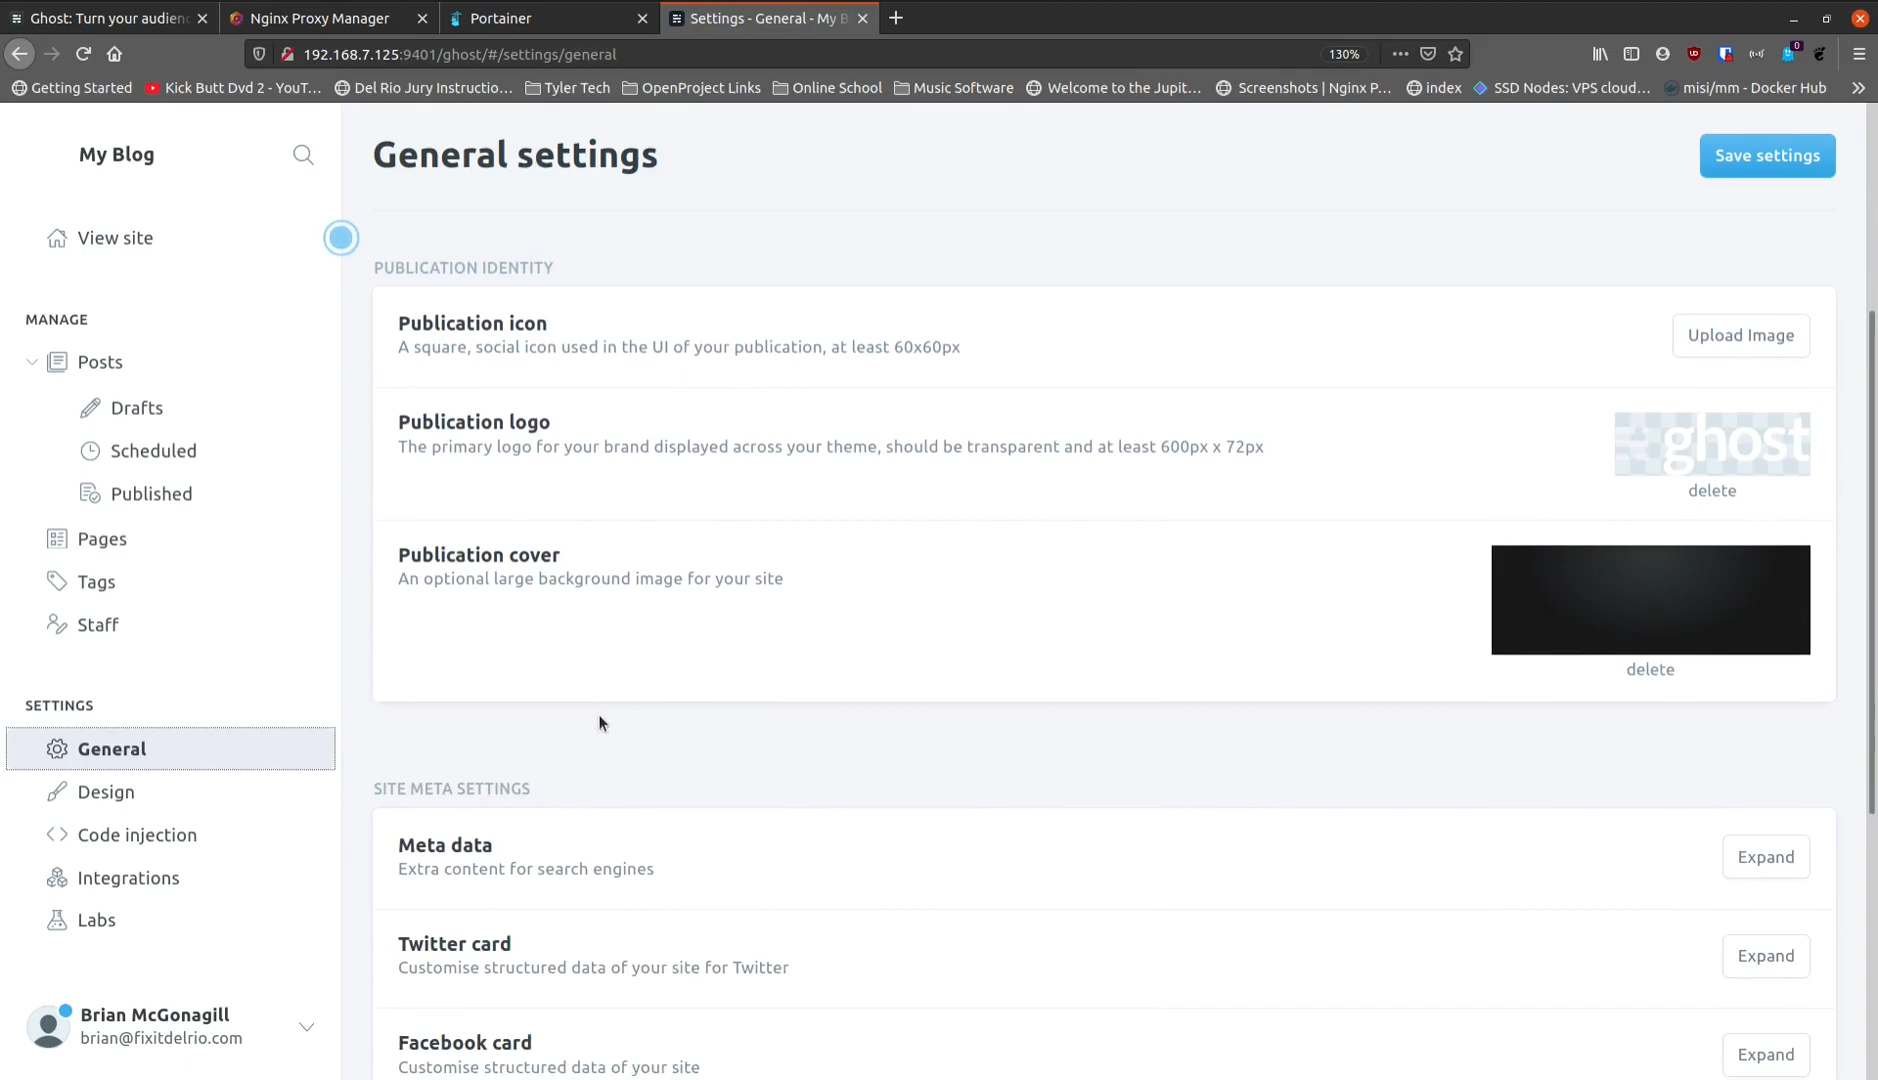 Ghost: Turn your audien
Nginx Proxy Manager
Portainer
Settings - General - My B
192.168.7.125:9401/ghost/#/settings/general
130%
0
Getting Started
Kick Butt Dvd 2 - YouT...
Del Rio Jury Instructio...
Tyler Tech
OpenProject Links
Online School
Music Software
Welcome to the Jupit...
Screenshots | Nginx P...
index
SSD Nodes: VPS cloud...
misi/mm - Docker Hub
My Blog
View site
MANAGE
Posts
Drafts
Scheduled
Published
Pages
Tags
Staff
SETTINGS
General
Design
Code injection
Integrations
Labs
Brian McGonagill
brian@fixitdelrio.com
General settings
Save settings
PUBLICATION IDENTITY
Publication icon
A square, social icon used in the UI of your publication, at least 60x60px
Upload Image
Publication logo
The primary logo for your brand displayed across your theme, should be transparent and at least 600px x 72px
ghost
delete
Publication cover
An optional large background image for your site
delete
SITE META SETTINGS
Meta data
Extra content for search engines
Expand
Twitter card
Customise structured data of your site for Twitter
Expand
Facebook card
Customise structured data of your site
Expand